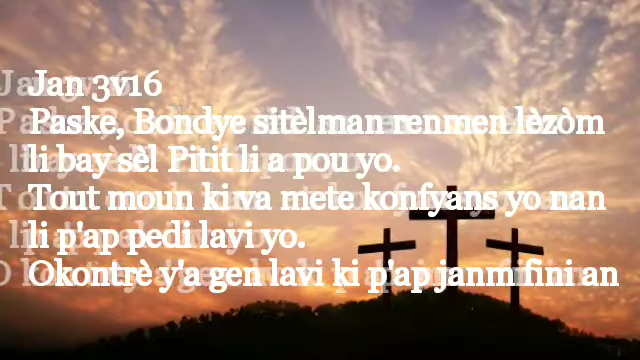 Jan 3v16
Paske, Bondye sitèlman renmen lèzòm
li bay sèl Pitit li a pou yo.
Tout moun ki va mete konfyans yo nan
li p'ap pedi lavi yo.
Okontrè y'a gen lavi ki p'ap janm fini an